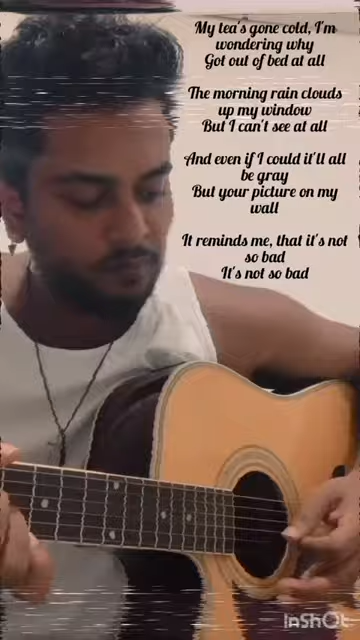 My tea's gone cold, I'm
wondering why
Got out of bed at all
The morning rain clouds
up my window
But I can't see at all
And even if I could it'll all
be gray
But your picture on my
wall
It reminds me, that it's not
so bad
It's not so bad
InShOt